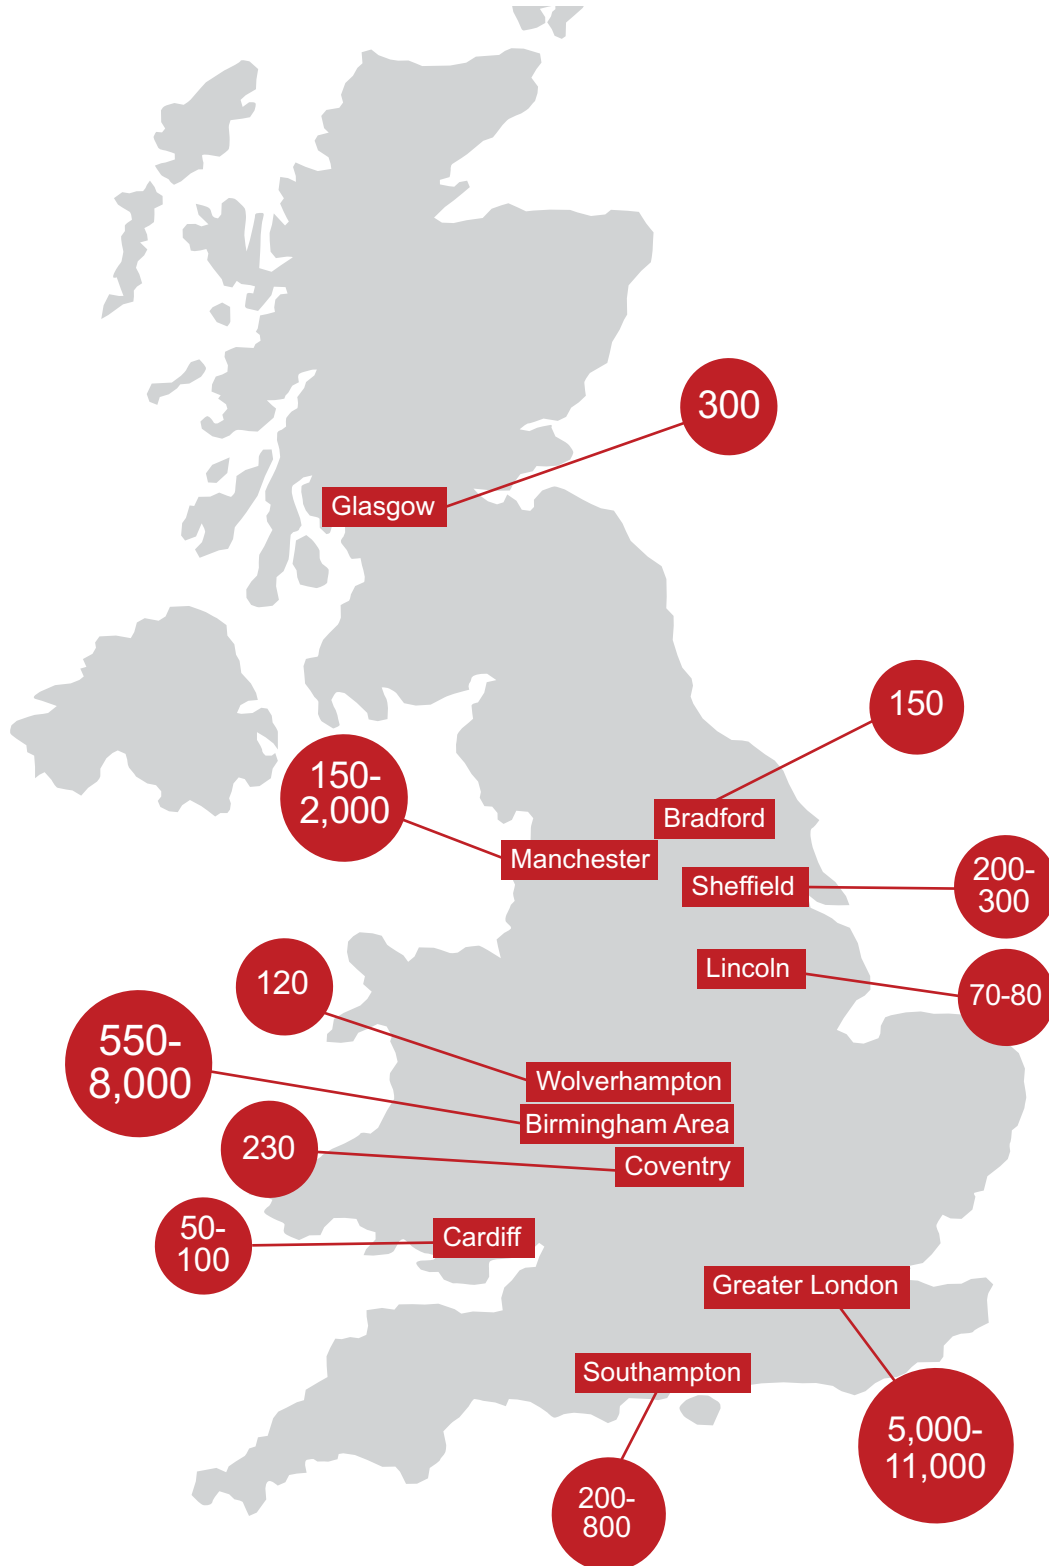 300
Glasgow
150
150-
2,000
Bradford
Manchester
200-
300
Sheffield
Lincoln
70-80
120
550-
8,000
Wolverhampton
Birmingham Area
230
Coventry
50-
100
Cardiff
Greater London
Southampton
5,000-
11,000
200-
800